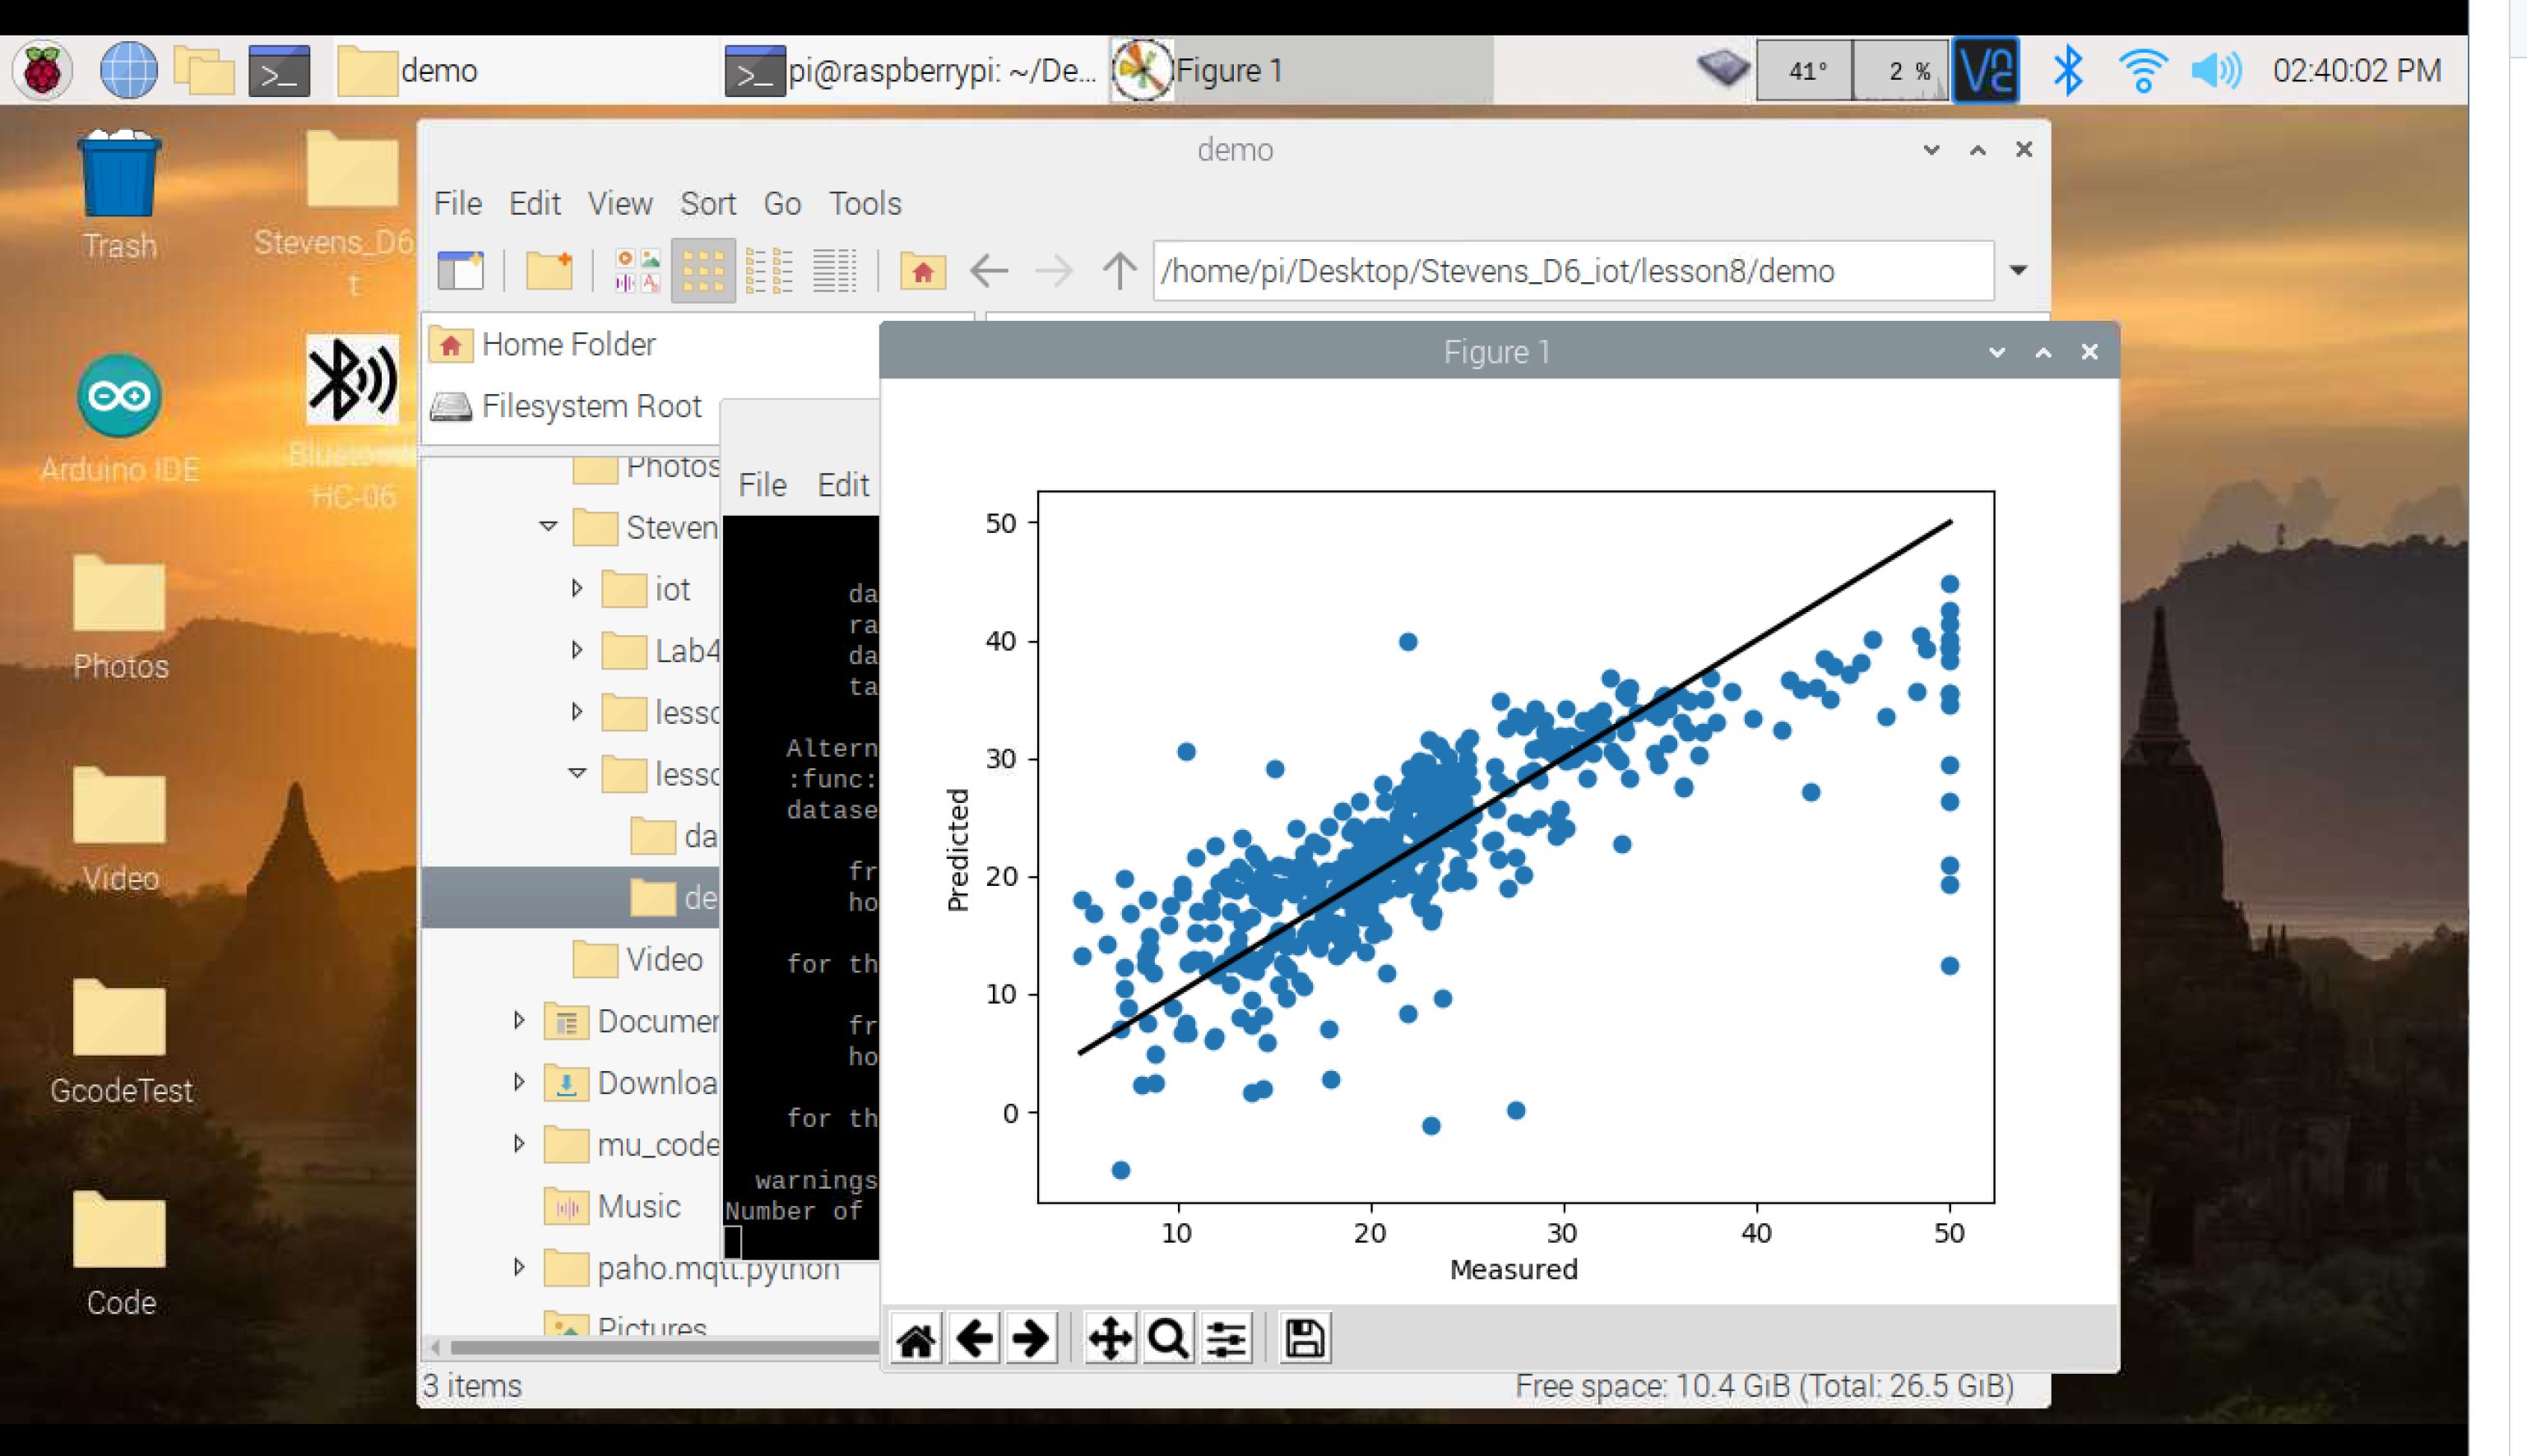 demo
pi@raspberrypi: ~/De...
Figure 1
41°
2 %
02:40:02 PM
Trash
Stevens_D6
t
Arduino IDE
HC-06
Photos
Video
GcodeTest
Code
demo
File Edit View Sort Go Tools
/home/pi/Desktop/Stevens_D6_iot/lesson8/demo
Home Folder
Filesystem Root
Photos
Steven
iot
Lab4
lesso
lesso
da
de
Video
Documen
Downloa
mu_code
Music
paho.mqtt.python
Pictures
3 items
Free space: 10.4 GiB (Total: 26.5 GiB)
File Edit
da
ra
da
ta
Altern
:func:
datase
fr
ho
for th
fr
ho
for th
warnings
Number of
Figure 1
50
40
30
20
10
0
Predicted
10 20 30 40 50
Measured